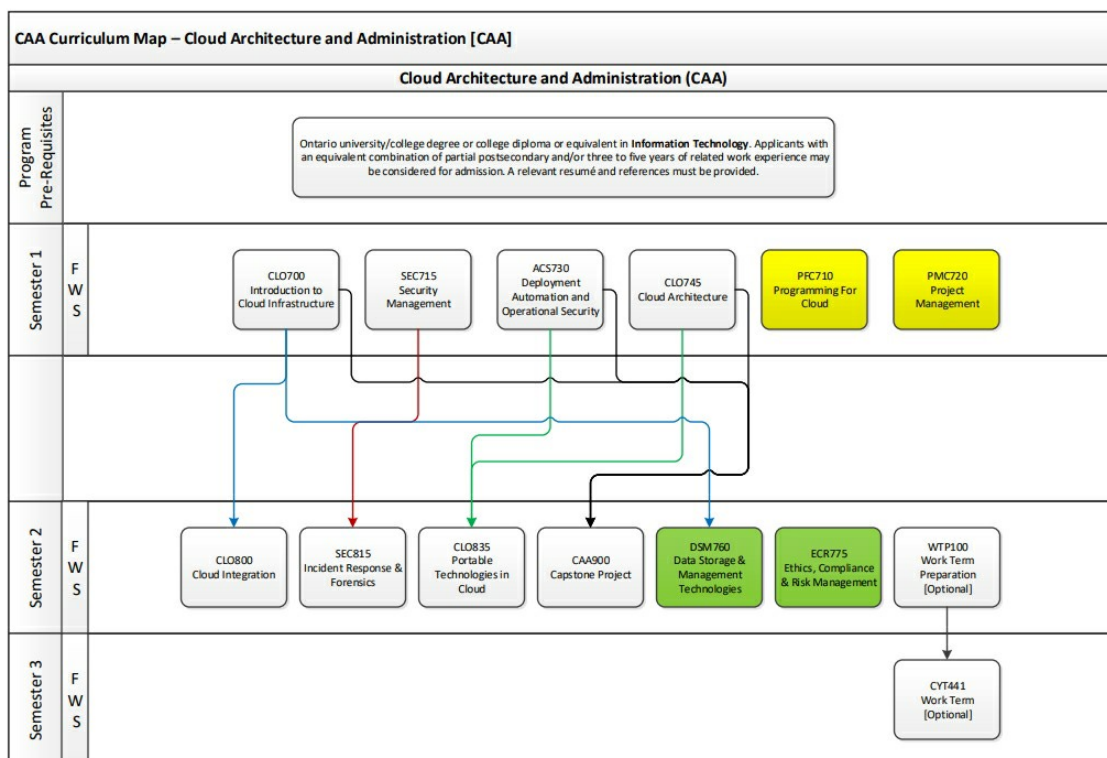 CAA Curriculum Map – Cloud Architecture and Administration [CAA]
Cloud Architecture and Administration (CAA)
Program
Pre-Requisites
Ontario university/college degree or college diploma or equivalent in Information Technology. Applicants with
an equivalent combination of partial postsecondary and/or three to five years of related work experience may
be considered for admission. A relevant resumé and references must be provided.
Semester 1
F
W
S
CLO700
Introduction to
Cloud Infrastructure
SEC715
Security
Management
ACS730
Deployment
Automation and
Operational Security
CLO745
Cloud Architecture
PFC710
Programming For
Cloud
PMC720
Project
Management
Semester 2
F
W
S
CLO800
Cloud Integration
SEC815
Incident Response &
Forensics
CLO835
Portable
Technologies in
Cloud
CAA900
Capstone Project
DSM760
Data Storage &
Management
Technologies
ECR775
Ethics, Compliance
& Risk Management
WTP100
Work Term
Preparation
[Optional]
Semester 3
F
W
S
CYT441
Work Term
[Optional]